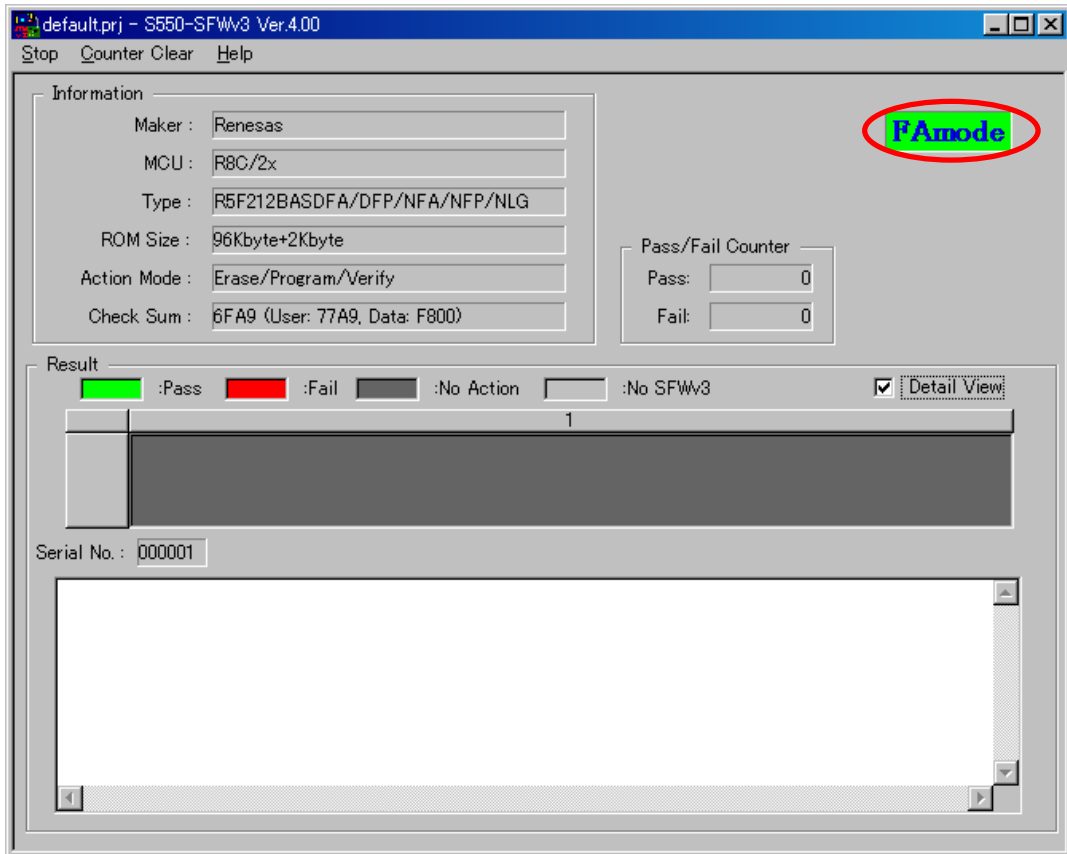 default.prj - S550-SFWv3 Ver.4.00
Stop Counter Clear Help
Information
Maker : Renesas
MCU : R8C/2x
Type : R5F212BASDFA/DFP/NFA/NFP/NLG
ROM Size : 96Kbyte+2Kbyte
Action Mode : Erase/Program/Verify
Check Sum : 6FA9 (User: 77A9, Data: F800)
FAmode
Pass/Fail Counter
Pass: 0
Fail: 0
Result
:Pass :Fail :No Action :No SFWv3 Detail View
1
Serial No. : 000001